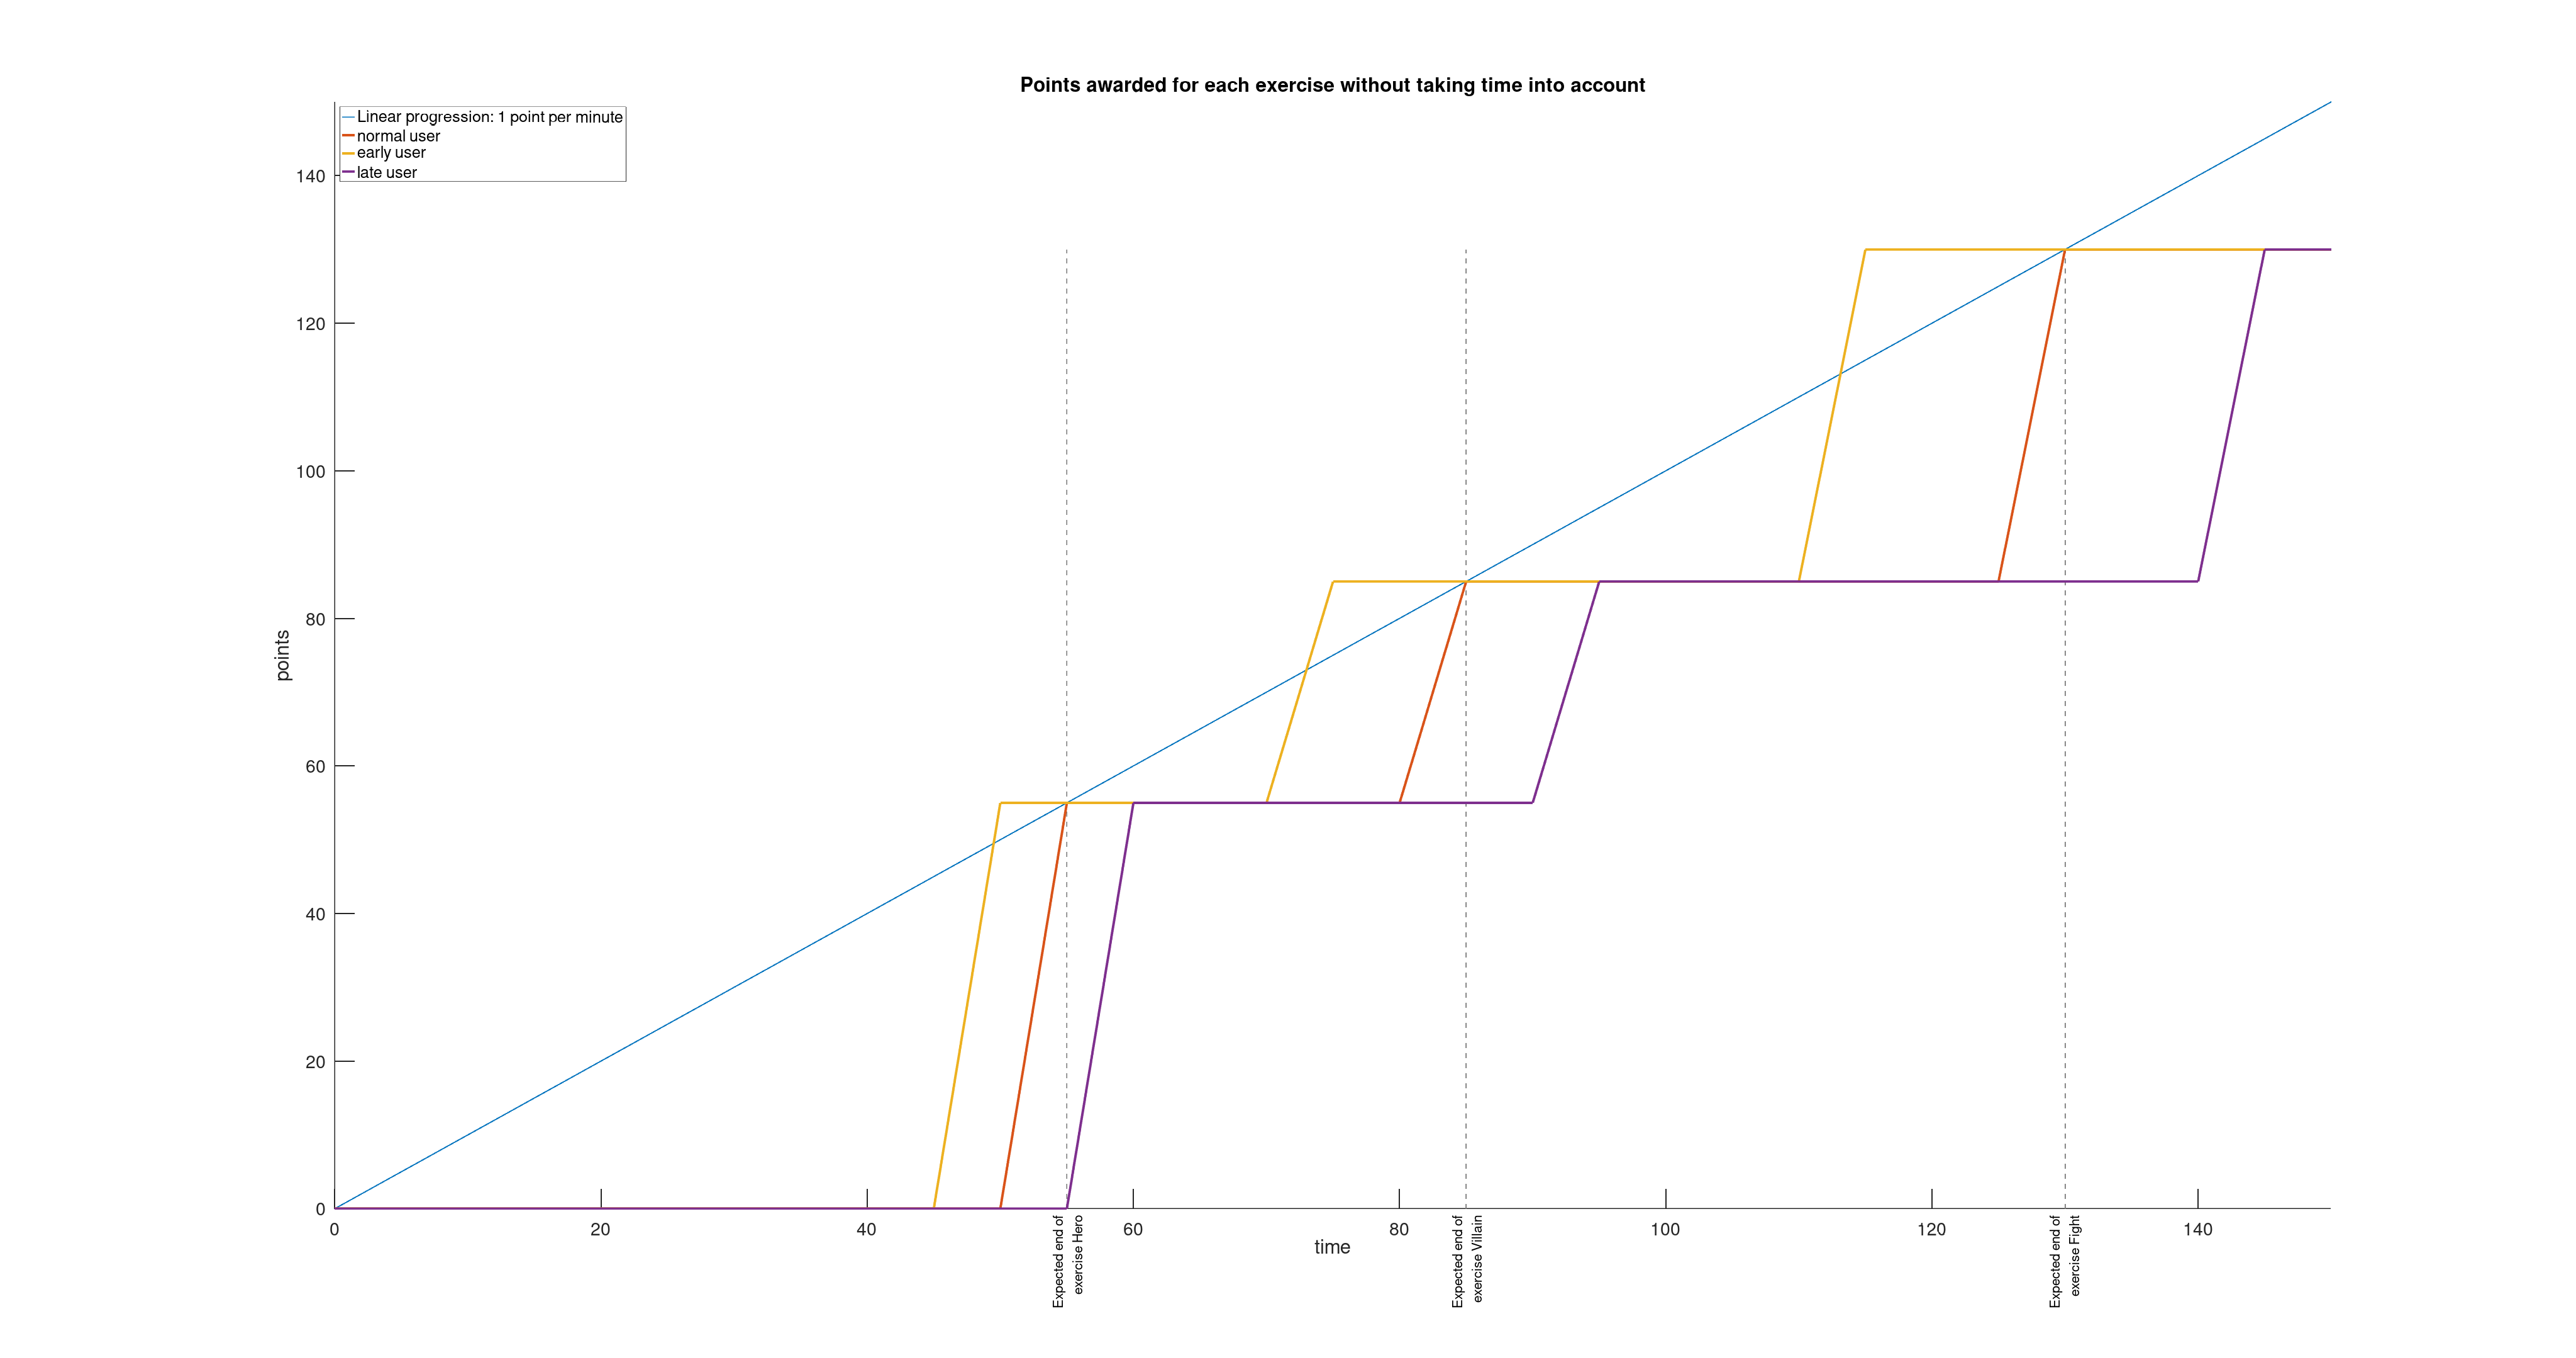 Points awarded for each exercise without taking time into account
Linear progression: 1 point per minute
normal user
early user
late user
140
120
100
80
60
40
20
0
points
0
20
40
60
80
100
120
140
time
Expected end of
exercise Hero
Expected end of
exercise Villain
Expected end of
exercise Fight